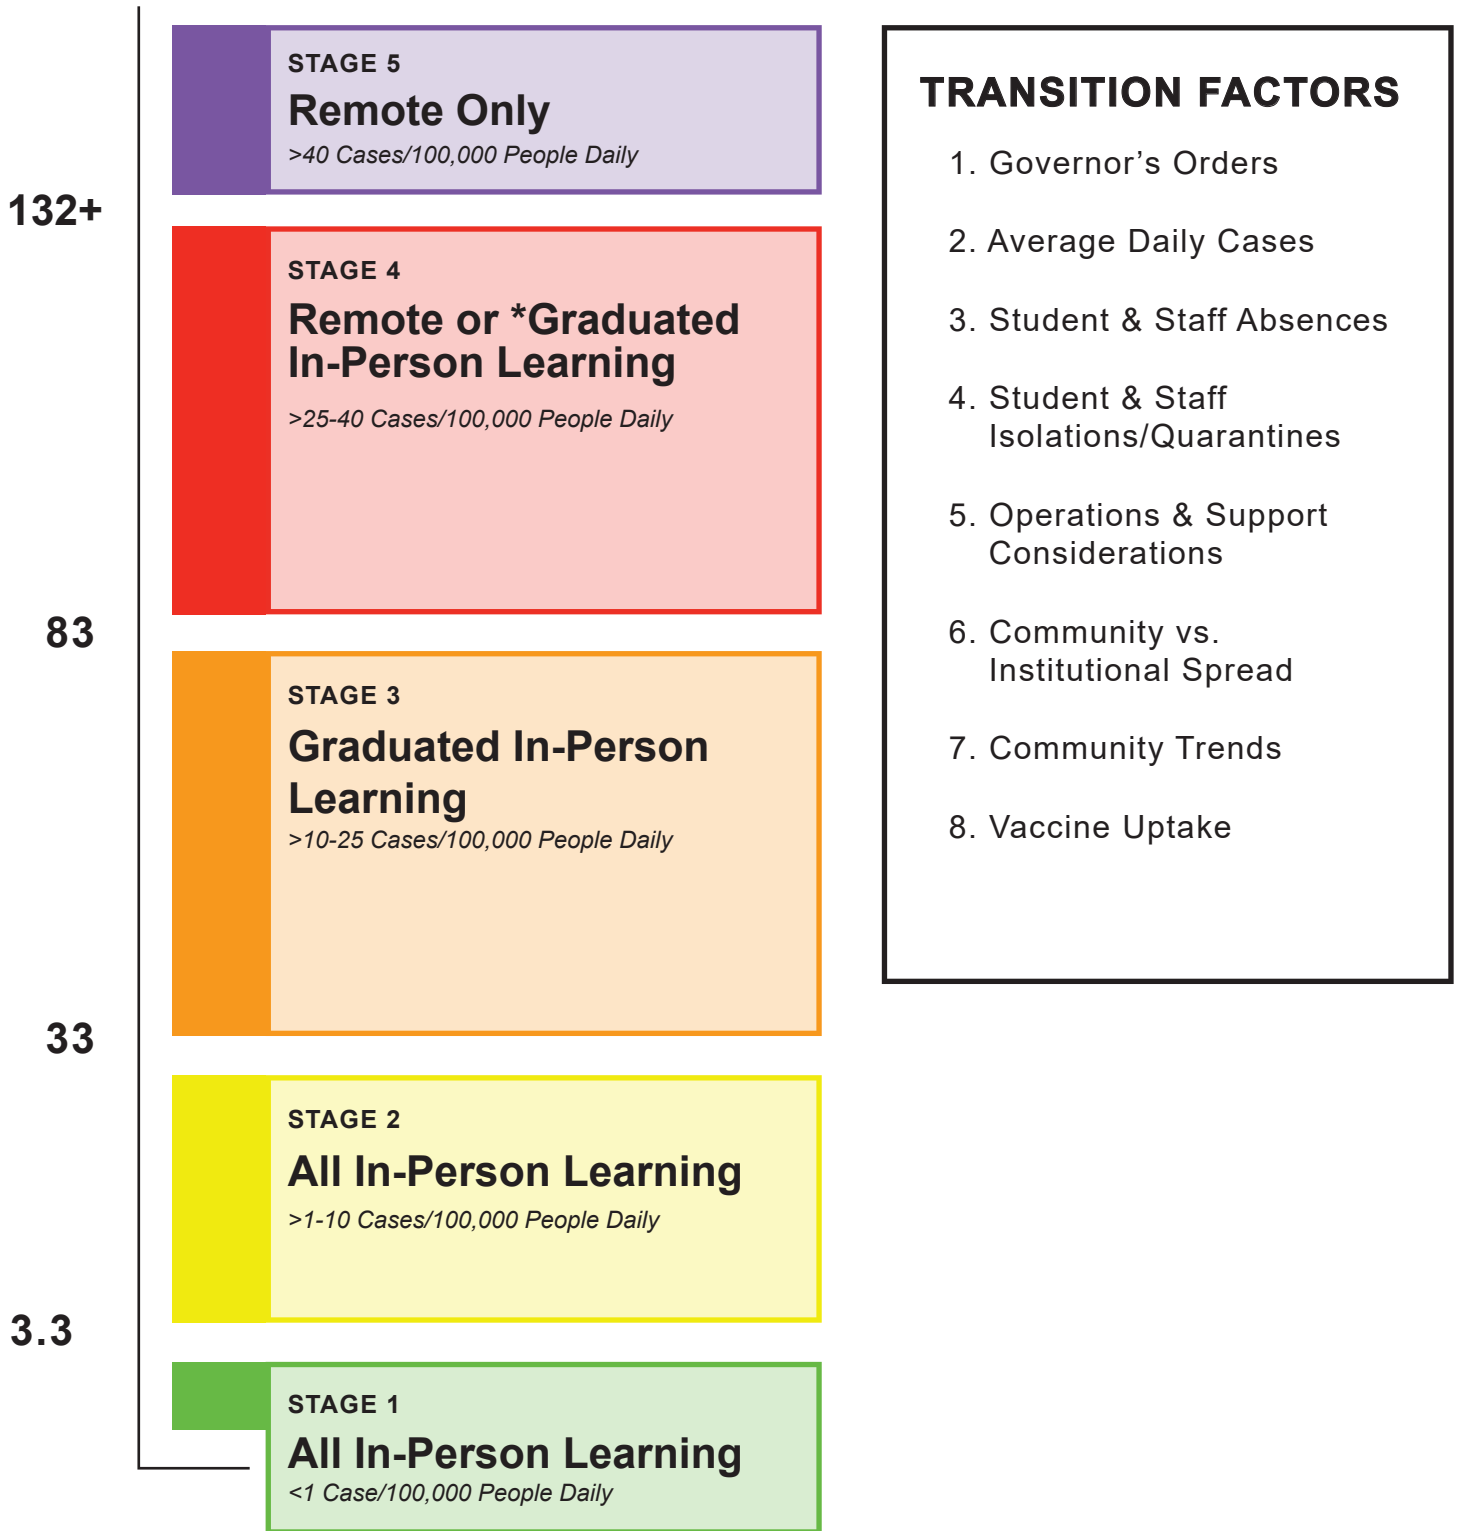 STAGE 5
Remote Only
>40 Cases/100,000 People Daily
132+
STAGE 4
Remote or *Graduated
In-Person Learning
>25-40 Cases/100,000 People Daily
83
STAGE 3
Graduated In-Person
Learning
>10-25 Cases/100,000 People Daily
33
STAGE 2
All In-Person Learning
>1-10 Cases/100,000 People Daily
3.3
STAGE 1
All In-Person Learning
<1 Case/100,000 People Daily
TRANSITION FACTORS
1. Governor’s Orders
2. Average Daily Cases
3. Student & Staff Absences
4. Student & Staff
Isolations/Quarantines
5. Operations & Support
Considerations
6. Community vs.
Institutional Spread
7. Community Trends
8. Vaccine Uptake